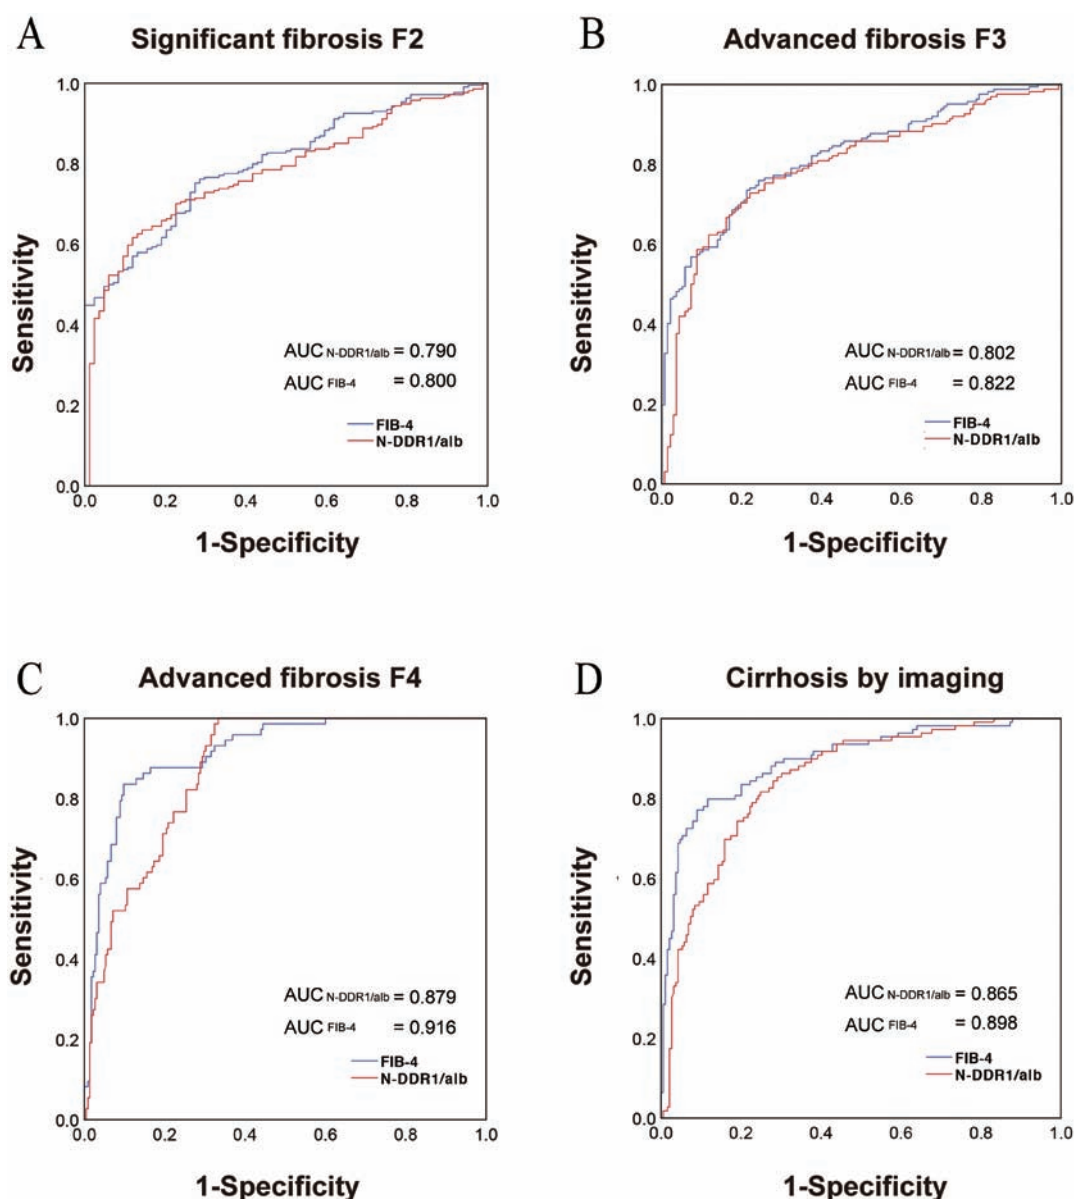 A
Significant fibrosis F2
Sensitivity
1.0
0.8
0.6
0.4
0.2
0.0
AUC N-DDR1/alb = 0.790
AUC FIB-4 = 0.800
FIB-4
N-DDR1/alb
0.0 0.2 0.4 0.6 0.8 1.0
1-Specificity
B
Advanced fibrosis F3
Sensitivity
1.0
0.8
0.6
0.4
0.2
0.0
AUC N-DDR1/alb = 0.802
AUC FIB-4 = 0.822
FIB-4
N-DDR1/alb
0.0 0.2 0.4 0.6 0.8 1.0
1-Specificity
C
Advanced fibrosis F4
Sensitivity
1.0
0.8
0.6
0.4
0.2
0.0
AUC N-DDR1/alb = 0.879
AUC FIB-4 = 0.916
FIB-4
N-DDR1/alb
0.0 0.2 0.4 0.6 0.8 1.0
1-Specificity
D
Cirrhosis by imaging
Sensitivity
1.0
0.8
0.6
0.4
0.2
0.0
AUC N-DDR1/alb = 0.865
AUC FIB-4 = 0.898
FIB-4
N-DDR1/alb
0.0 0.2 0.4 0.6 0.8 1.0
1-Specificity